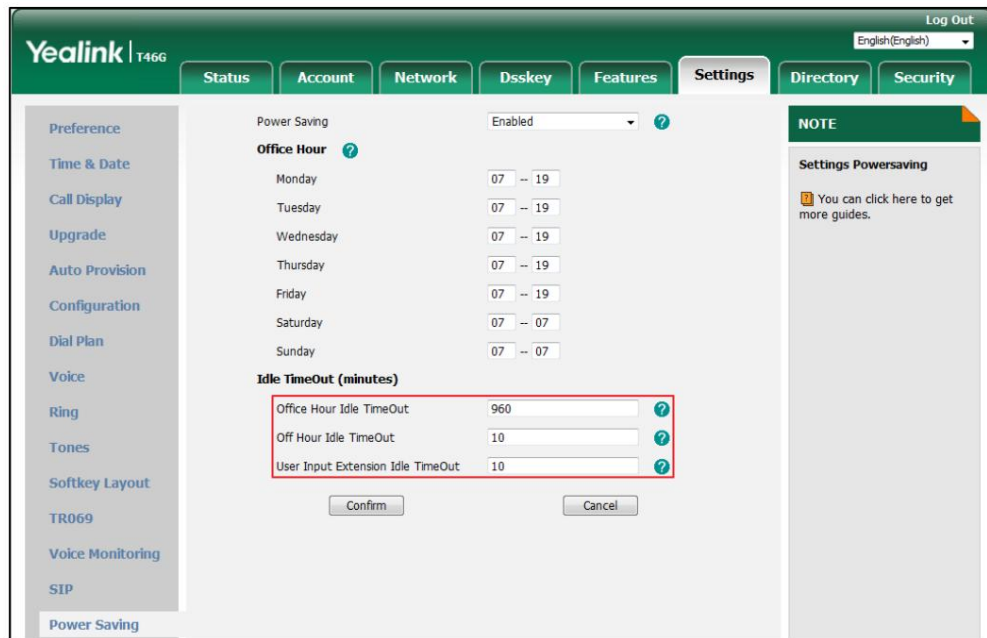 Log Out
English(English)
Yealink T46G
Status Account Network Dsskey Features Settings Directory Security
Preference
Time & Date
Call Display
Upgrade
Auto Provision
Configuration
Dial Plan
Voice
Ring
Tones
Softkey Layout
TR069
Voice Monitoring
SIP
Power Saving
Power Saving Enabled ?
Office Hour ?
Monday 07 -- 19
Tuesday 07 -- 19
Wednesday 07 -- 19
Thursday 07 -- 19
Friday 07 -- 19
Saturday 07 -- 07
Sunday 07 -- 07
Idle TimeOut (minutes)
Office Hour Idle TimeOut 960 ?
Off Hour Idle TimeOut 10 ?
User Input Extension Idle TimeOut 10 ?
Confirm Cancel
NOTE
Settings Powersaving
? You can click here to get
more guides.